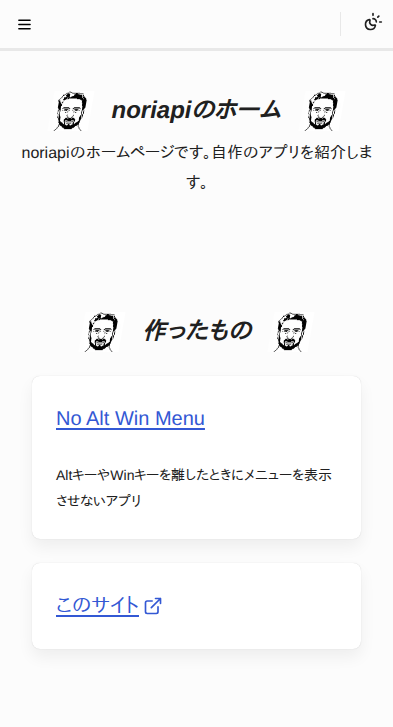 noriapiのホーム
noriapiのホームページです。自作のアプリを紹介しま
す。
作ったもの
No Alt Win Menu
AltキーやWinキーを離したときにメニューを表示
させないアプリ
このサイト